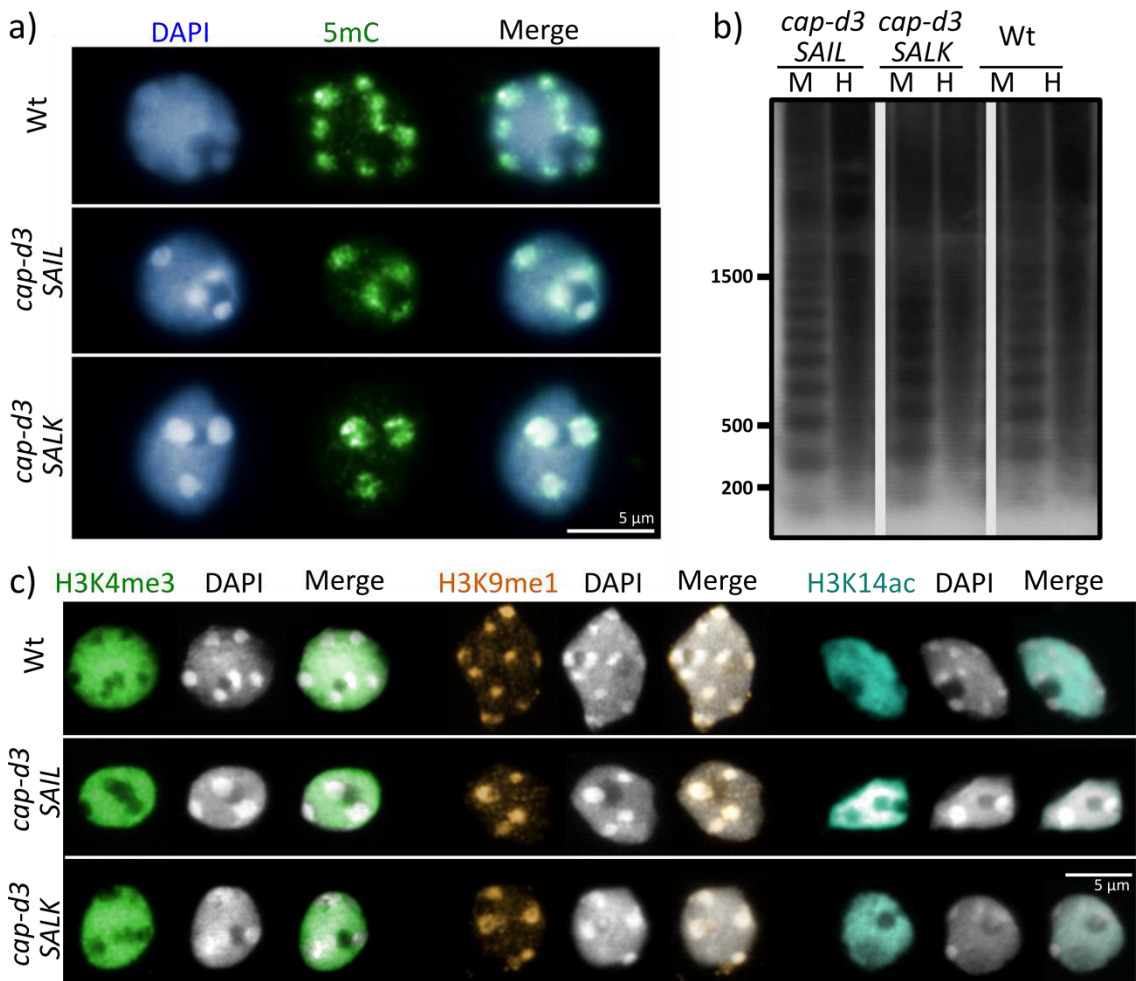 a)
DAPI 5mC Merge
Wt
cap-d3
SAIL
cap-d3
SALK
5 µm
b)
cap-d3 cap-d3 Wt
SAIL SALK
M H M H M H
1500
500
200
c)
H3K4me3 DAPI Merge H3K9me1 DAPI Merge H3K14ac DAPI Merge
Wt
cap-d3
SAIL
cap-d3
SALK
5 µm